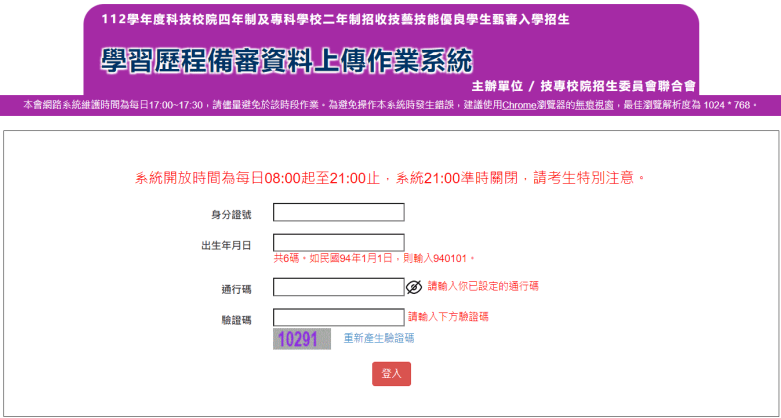 112學年度科技校院四年制及專科學校二年制招收技藝技能優良學生甄審入學招生
學習歷程備審資料上傳作業系統
主辦單位 / 技專校院招生委員會聯合會
本會網路系統維護時間為每日17:00~17:30，請儘量避免於該時段作業。為避免操作本系統時發生錯誤，建議使用Chrome瀏覽器的無痕視窗，最佳瀏覽解析度為 1024 * 768。
系統開放時間為每日08:00起至21:00止，系統21:00準時關閉，請考生特別注意。
身分證號
出生年月日
共6碼。如民國94年1月1日，則輸入940101。
通行碼 請輸入你已設定的通行碼
驗證碼 請輸入下方驗證碼
10291 重新產生驗證碼
登入